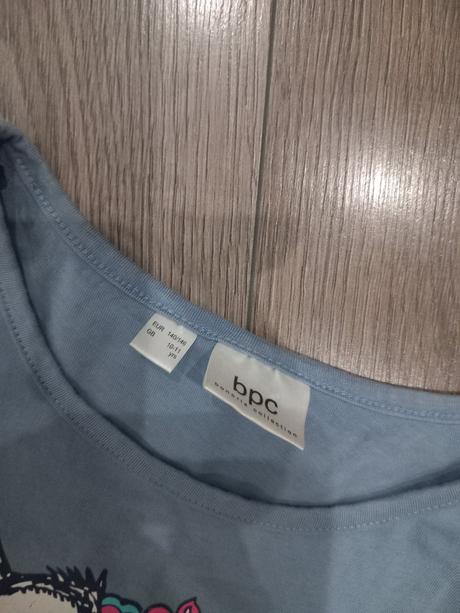 EUR 140/146
GB 10-11
yrs
bpc
bonprix collection